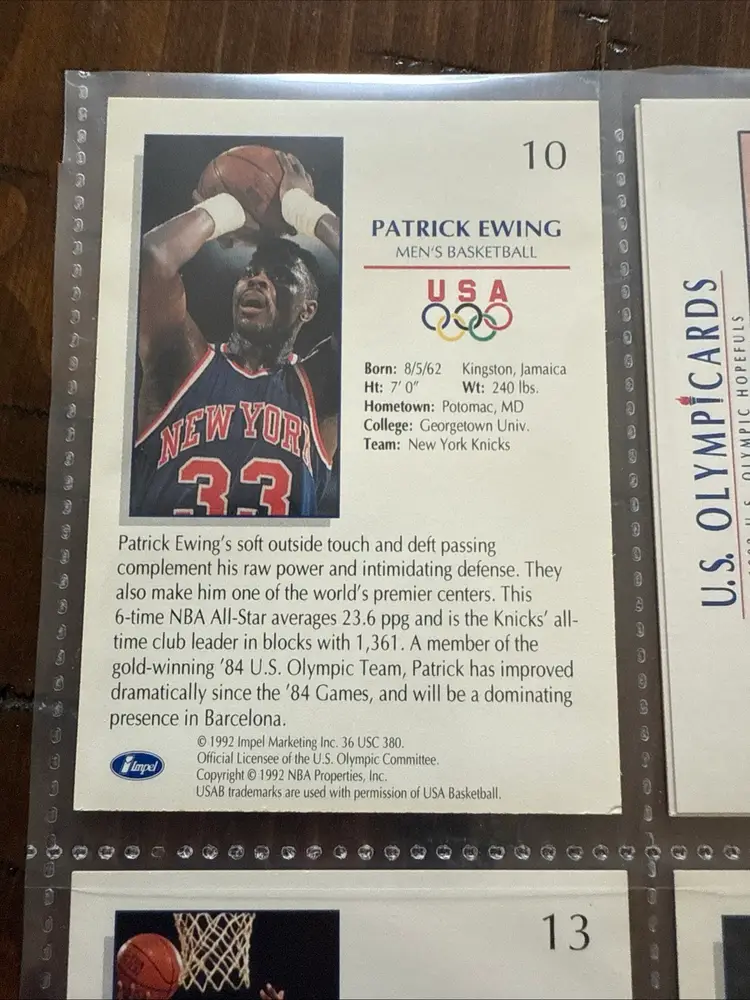 10
PATRICK EWING
MEN'S BASKETBALL
USA
Born: 8/5/62 Kingston, Jamaica
Ht: 7' 0" Wt: 240 lbs.
Hometown: Potomac, MD
College: Georgetown Univ.
Team: New York Knicks
NEW YORK
33
Patrick Ewing's soft outside touch and deft passing
complement his raw power and intimidating defense. They
also make him one of the world's premier centers. This
6-time NBA All-Star averages 23.6 ppg and is the Knicks' all-
time club leader in blocks with 1,361. A member of the
gold-winning '84 U.S. Olympic Team, Patrick has improved
dramatically since the '84 Games, and will be a dominating
presence in Barcelona.
Impel
© 1992 Impel Marketing Inc. 36 USC 380.
Official Licensee of the U.S. Olympic Committee.
Copyright © 1992 NBA Properties, Inc.
USAB trademarks are used with permission of USA Basketball.
U.S. OLYMPICARDS
U.S. OLYMPIC HOPEFULS
13